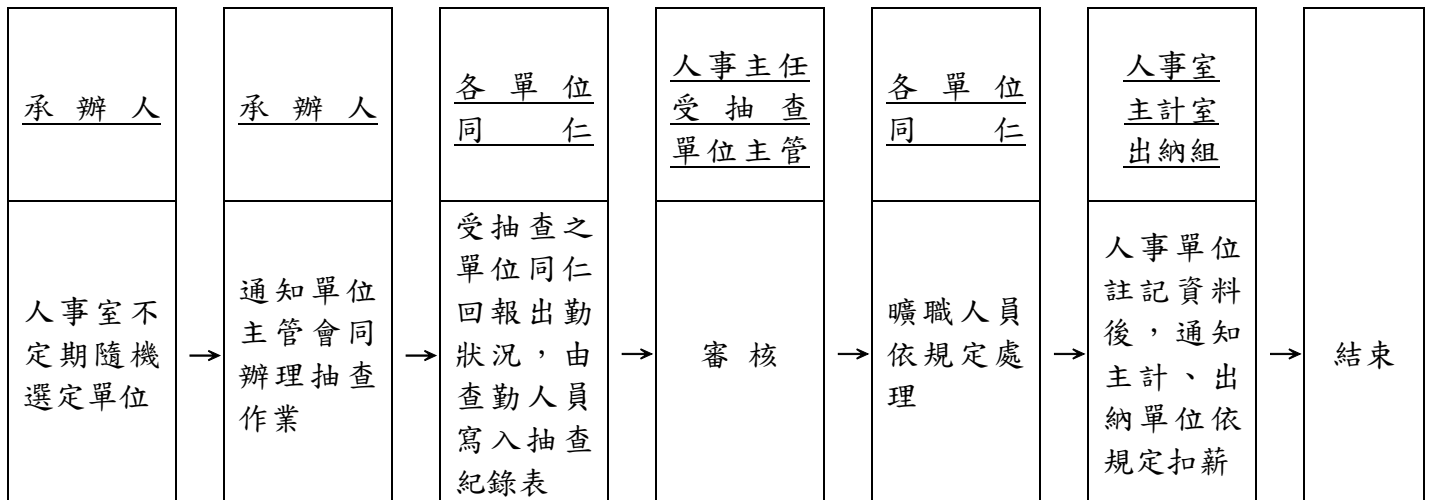 承辦人
人事室不
定期隨機
選定單位
→
承辦人
通知單位
主管會同
辦理抽查
作業
→
各單位
同仁
受抽查之
單位同仁
回報出勤
狀況,由
查勤人員
寫入抽查
紀錄表
→
人事主任
受抽查
單位主管
審核
→
各單位
同仁
曠職人員
依規定處
理
→
人事室
主計室
出納組
人事單位
註記資料
後,通知
主計、出
納單位依
規定扣薪
→
結束